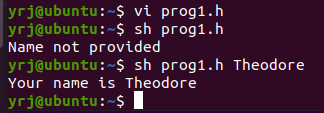 yrj@ubuntu:~$ vi prog1.h
yrj@ubuntu:~$ sh prog1.h
Name not provided
yrj@ubuntu:~$ sh prog1.h Theodore
Your name is Theodore
yrj@ubuntu:~$